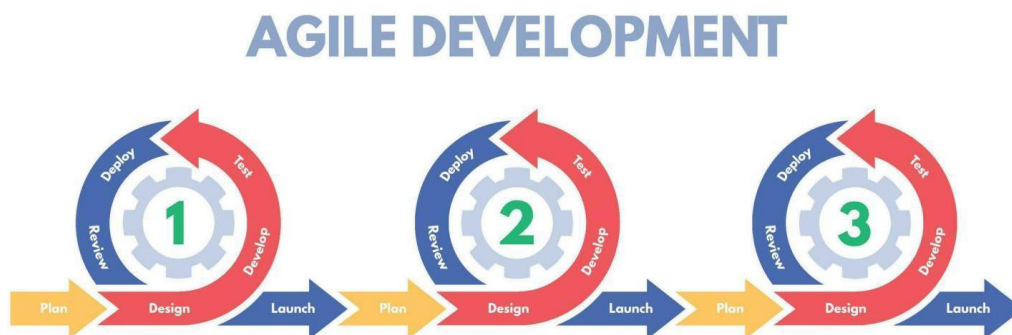 AGILE DEVELOPMENT
Plan
Design
Develop
Test
Deploy
Review
1
Launch
Plan
Design
Develop
Test
Deploy
Review
2
Launch
Plan
Design
Develop
Test
Deploy
Review
3
Launch